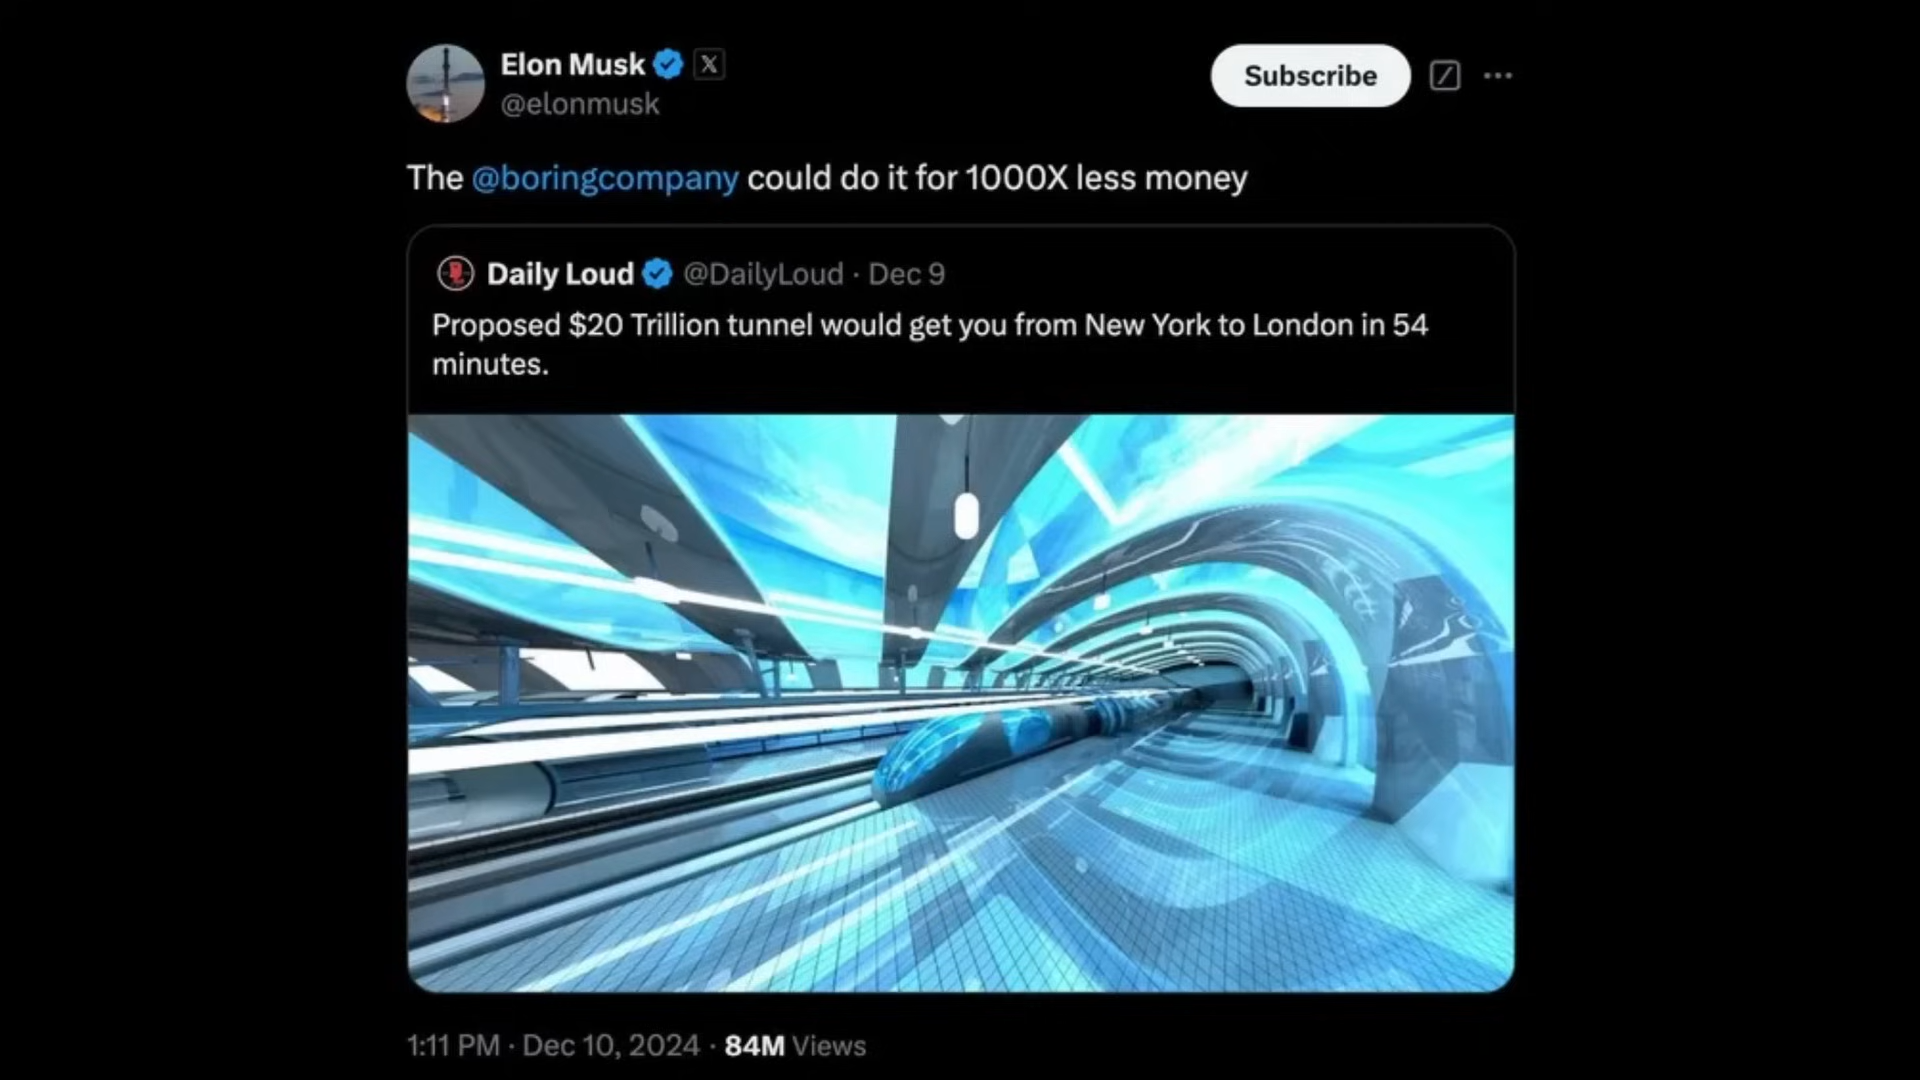 Elon Musk
@elonmusk
Subscribe
The @boringcompany could do it for 1000X less money
Daily Loud @DailyLoud · Dec 9
Proposed $20 Trillion tunnel would get you from New York to London in 54
minutes.
1:11 PM · Dec 10, 2024 · 84M Views